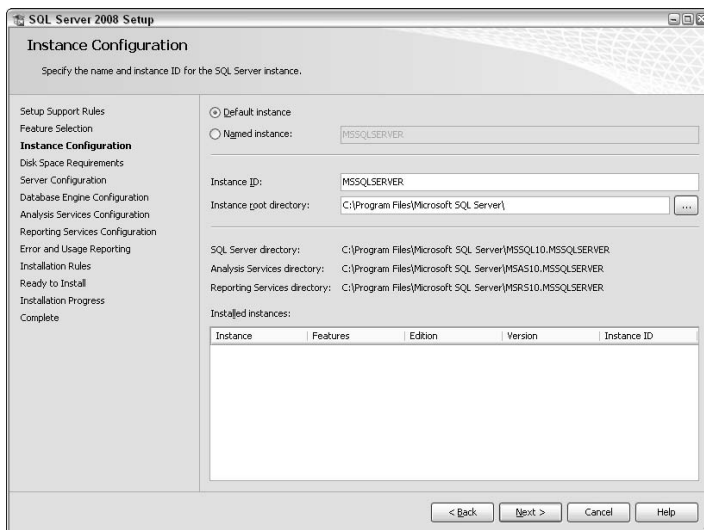 SQL Server 2008 Setup
Instance Configuration
Specify the name and instance ID for the SQL Server instance.
Setup Support Rules
Feature Selection
Instance Configuration
Disk Space Requirements
Server Configuration
Database Engine Configuration
Analysis Services Configuration
Reporting Services Configuration
Error and Usage Reporting
Installation Rules
Ready to Install
Installation Progress
Complete
Default instance
Named instance: MSSQLSERVER
Instance ID: MSSQLSERVER
Instance root directory: C:\Program Files\Microsoft SQL Server\ ...
SQL Server directory: C:\Program Files\Microsoft SQL Server\MSSQL10.MSSQLSERVER
Analysis Services directory: C:\Program Files\Microsoft SQL Server\MSAS10.MSSQLSERVER
Reporting Services directory: C:\Program Files\Microsoft SQL Server\MSRS10.MSSQLSERVER
Installed instances:
Instance Features Edition Version Instance ID
< Back Next > Cancel Help